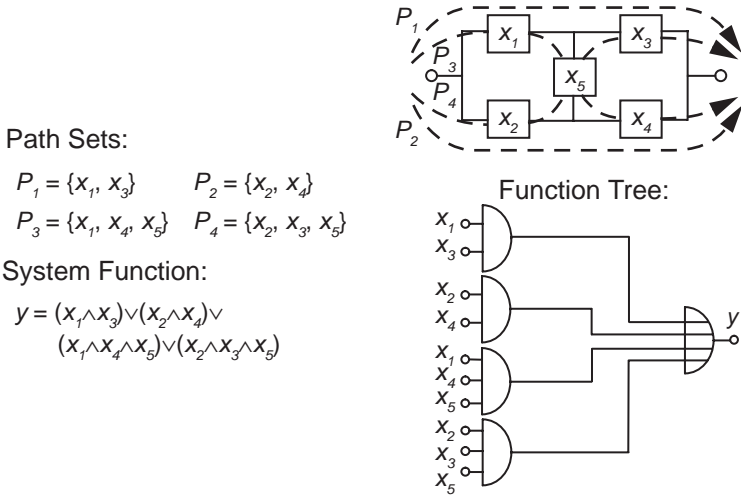 P₁ x₁ x₃
P₃ x₅
P₄
P₂ x₂ x₄
Path Sets:
P₁ = {x₁, x₃} P₂ = {x₂, x₄}
P₃ = {x₁, x₄, x₅} P₄ = {x₂, x₃, x₅}
System Function:
y = (x₁∧x₃)∨(x₂∧x₄)∨
(x₁∧x₄∧x₅)∨(x₂∧x₃∧x₅)
Function Tree:
x₁
x₃
x₂
x₄
x₁
x₄
x₅
x₂
x₃
x₅
y